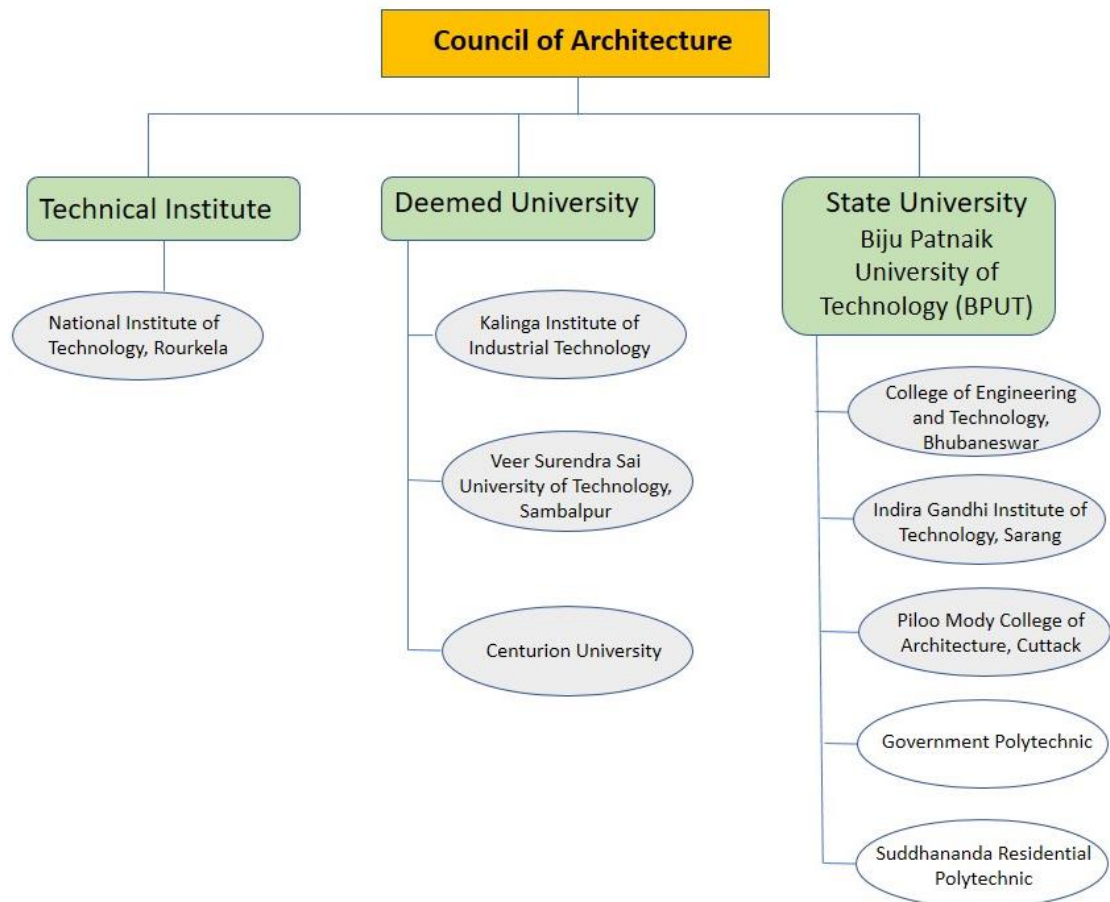 Council of Architecture
Technical Institute
National Institute of
Technology, Rourkela
Deemed University
Kalinga Institute of
Industrial Technology
Veer Surendra Sai
University of Technology,
Sambalpur
Centurion University
State University
Biju Patnaik
University of
Technology (BPUT)
College of Engineering
and Technology,
Bhubaneswar
Indira Gandhi Institute of
Technology, Sarang
Piloo Mody College of
Architecture, Cuttack
Government Polytechnic
Suddhananda Residential
Polytechnic